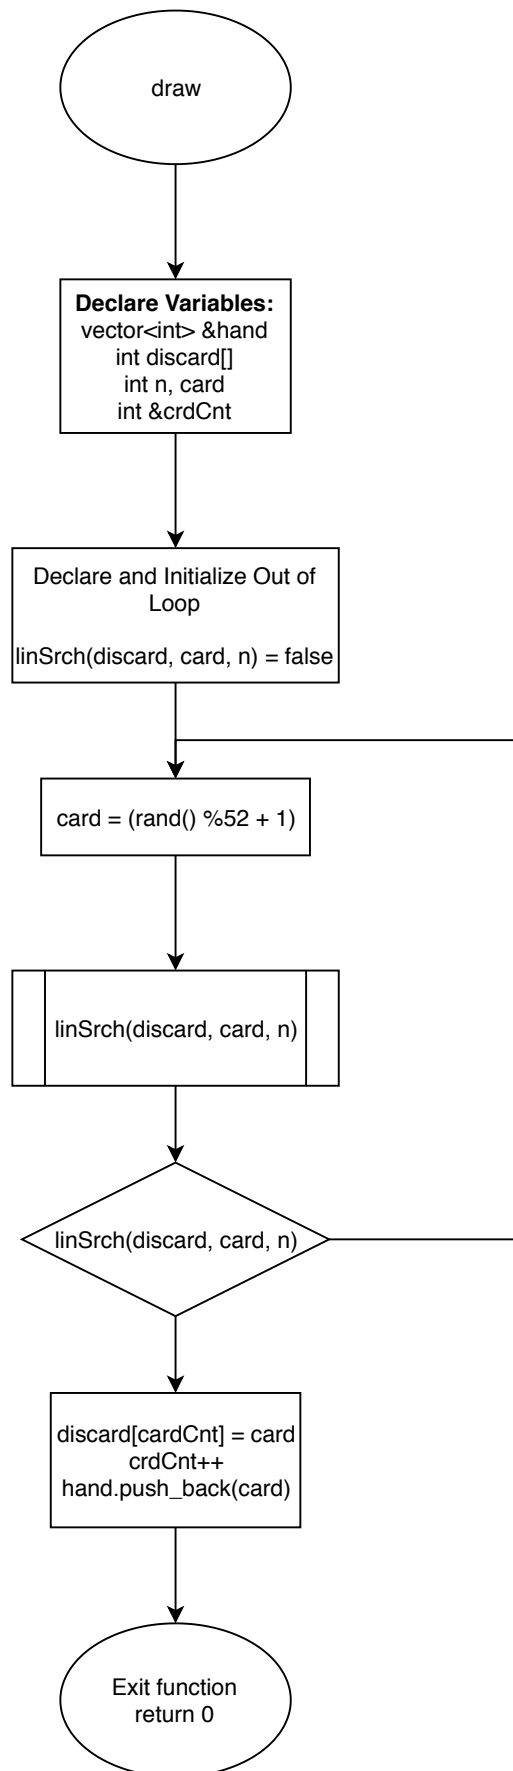 draw
Declare Variables:
vector<int> &hand
int discard[]
int n, card
int &crdCnt
Declare and Initialize Out of
Loop
linSrch(discard, card, n) = false
card = (rand() %52 + 1)
linSrch(discard, card, n)
linSrch(discard, card, n)
discard[cardCnt] = card
crdCnt++
hand.push_back(card)
Exit function
return 0